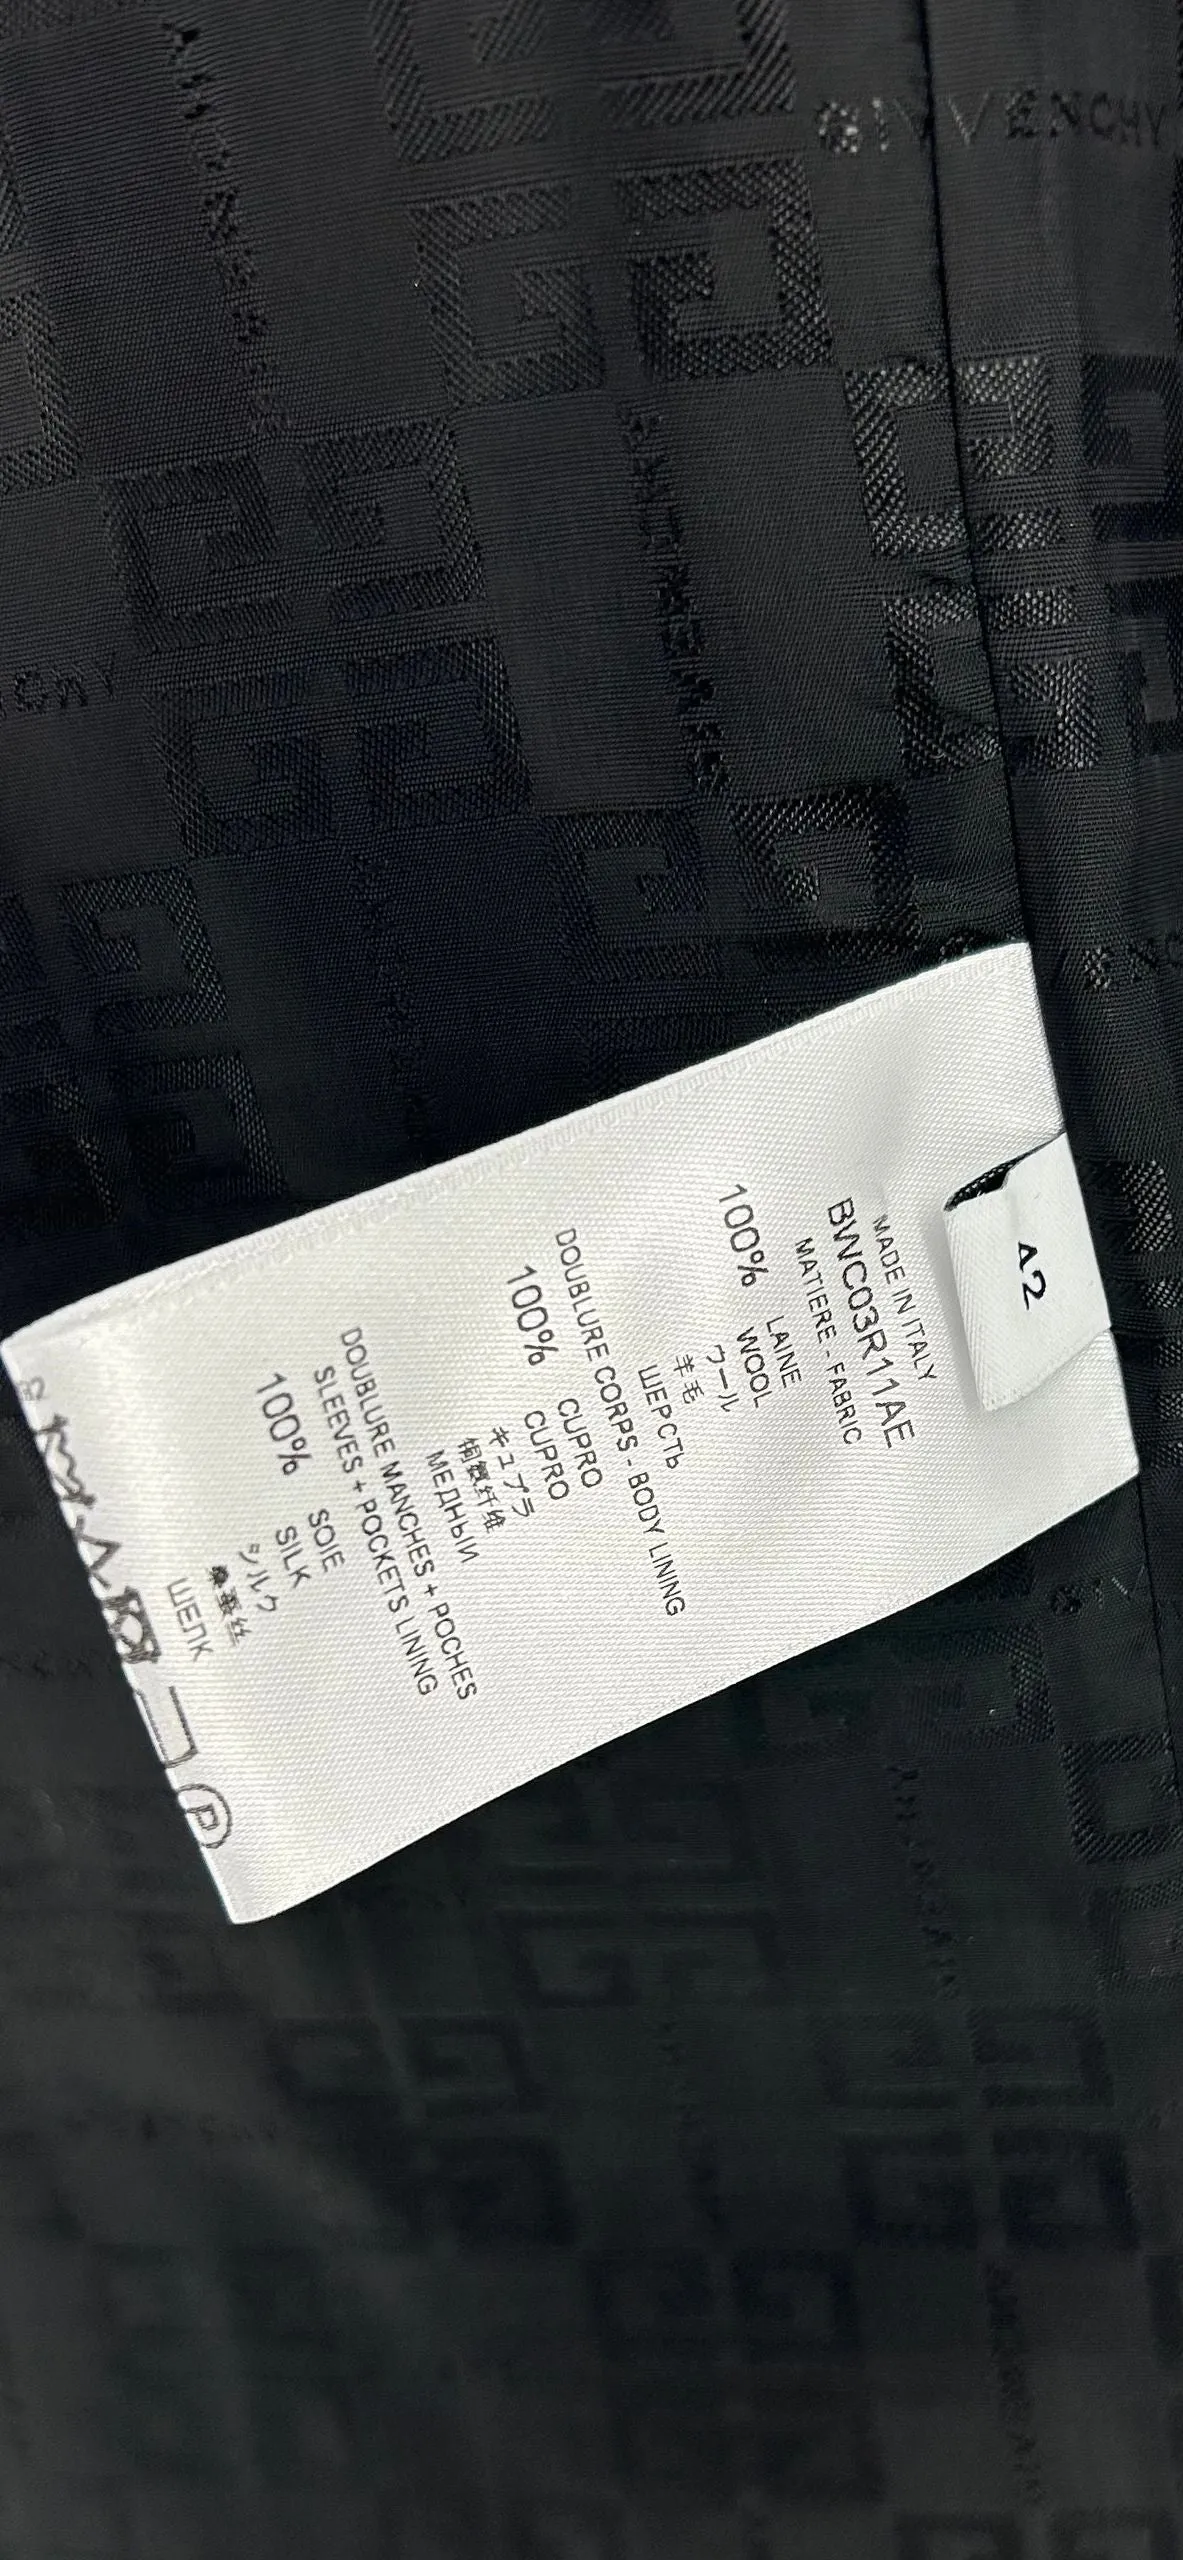 GIVVENCHY
42
MADE IN ITALY
BWC03R11AE
MATIERE - FABRIC
100% LAINE
WOOL
ウール
羊毛
ШЕРСТЬ
DOUBLURE CORPS - BODY LINING
100% CUPRO
CUPRO
キュプラ
铜氨纤维
МЕДНЫИ
DOUBLURE MANCHES + POCHES
SLEEVES + POCKETS LINING
100% SOIE
SILK
シルク
桑蚕丝
ШЕЛК
P